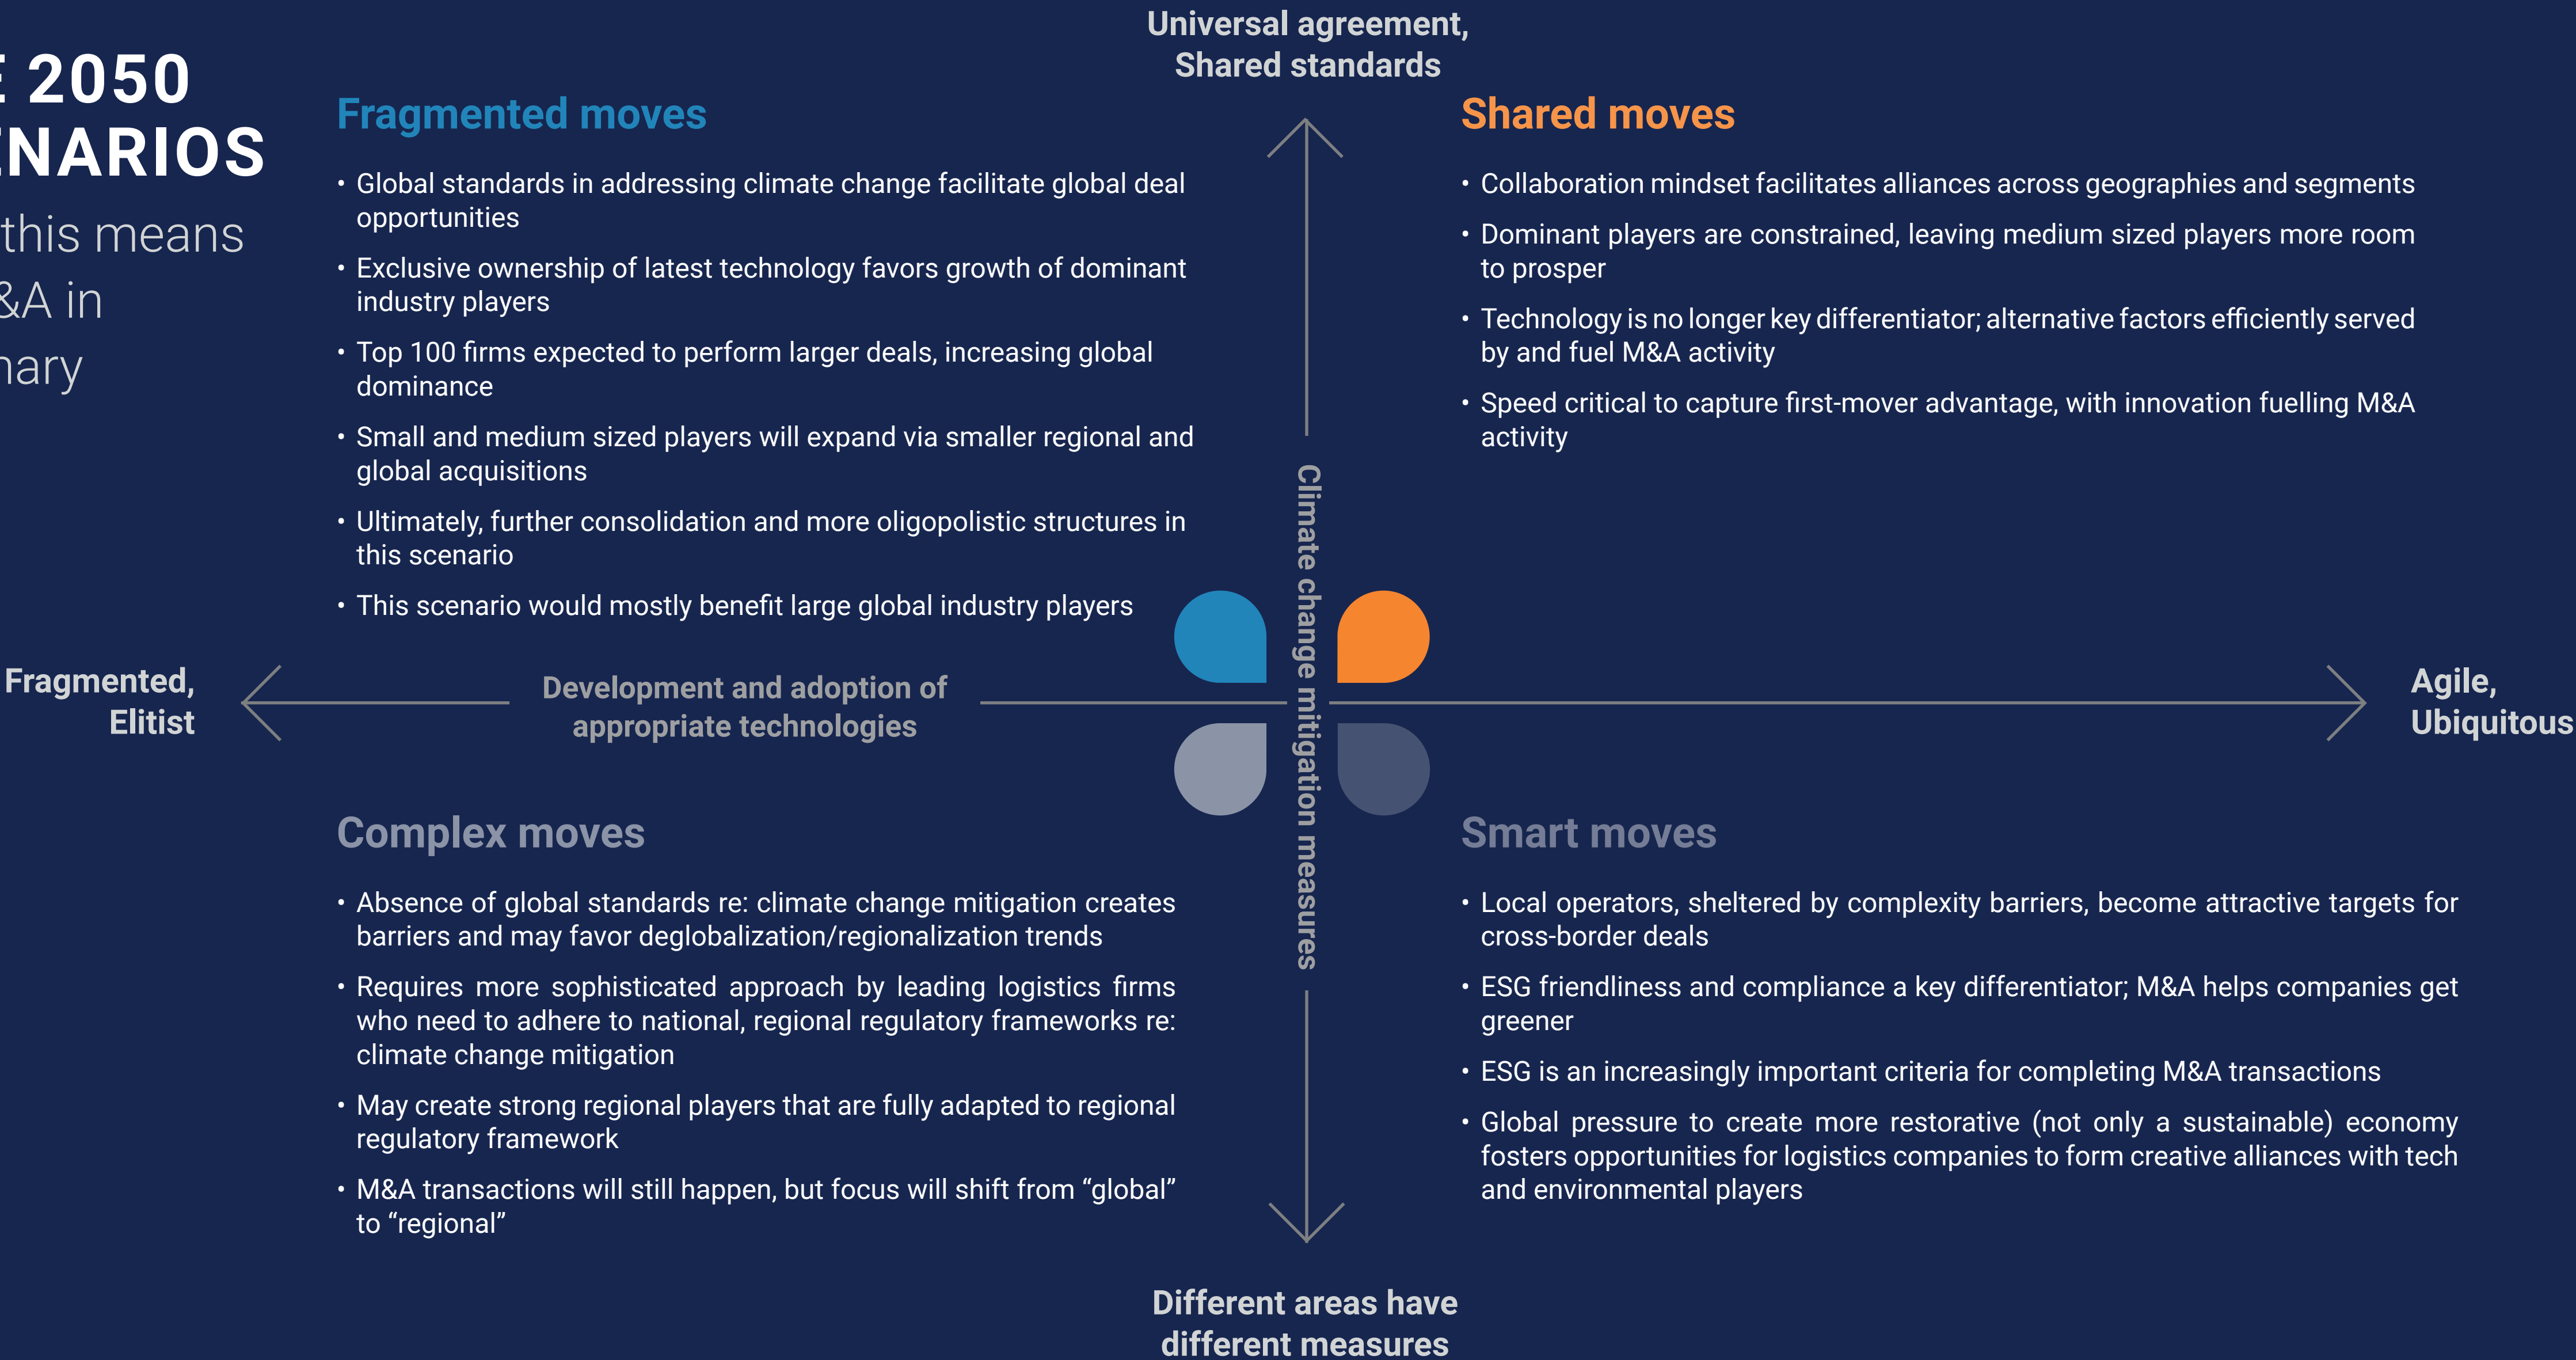 2050
this means
&A in
Universal agreement,
Shared standards
Fragmented moves
• Global standards in addressing climate change facilitate global deal
opportunities
• Exclusive ownership of latest technology favors growth of dominant
industry players
• Top 100 firms expected to perform larger deals, increasing global
dominance
• Small and medium sized players will expand via smaller regional and
global acquisitions
• Ultimately, further consolidation and more oligopolistic structures in
this scenario
• This scenario would mostly benefit large global industry players
Shared moves
• Collaboration mindset facilitates alliances across geographies and segments
• Dominant players are constrained, leaving medium sized players more room
to prosper
• Technology is no longer key differentiator; alternative factors efficiently served
by and fuel M&A activity
• Speed critical to capture first-mover advantage, with innovation fuelling M&A
activity
Climate change mitigation measures
Fragmented,
Elitist
Development and adoption of
appropriate technologies
Agile,
Ubiquitous
Complex moves
• Absence of global standards re: climate change mitigation creates
barriers and may favor deglobalization/regionalization trends
• Requires more sophisticated approach by leading logistics firms
who need to adhere to national, regional regulatory frameworks re:
climate change mitigation
• May create strong regional players that are fully adapted to regional
regulatory framework
• M&A transactions will still happen, but focus will shift from “global”
to “regional”
Smart moves
• Local operators, sheltered by complexity barriers, become attractive targets for
cross-border deals
• ESG friendliness and compliance a key differentiator; M&A helps companies get
greener
• ESG is an increasingly important criteria for completing M&A transactions
• Global pressure to create more restorative (not only a sustainable) economy
fosters opportunities for logistics companies to form creative alliances with tech
and environmental players
Different areas have
different measures